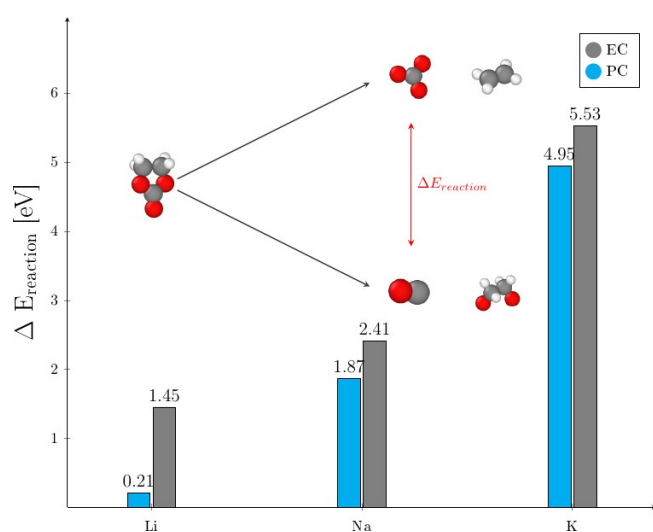 EC
PC
Δ E_reaction [eV]
6
5
4
3
2
1
5.53
4.95
ΔE_reaction
2.41
1.87
1.45
0.21
Li
Na
K